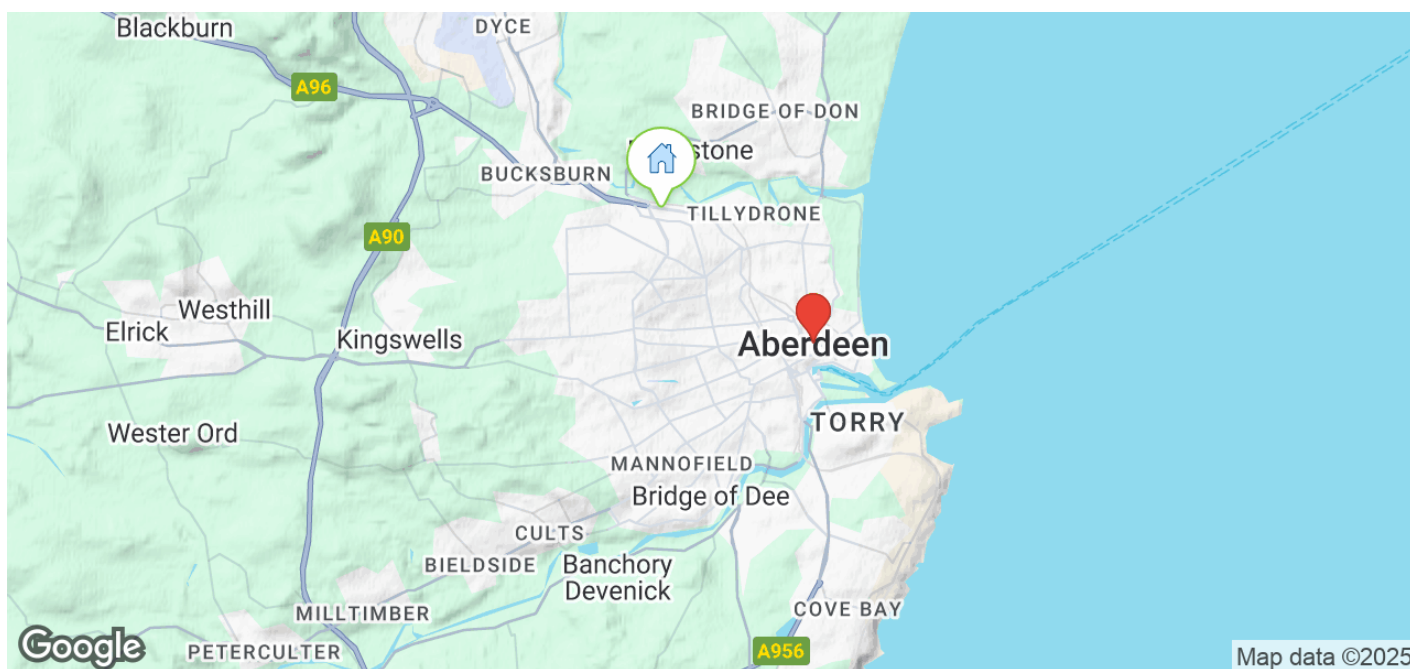 Blackburn
DYCE
A96
BRIDGE OF DON
stone
BUCKSBURN
TILLYDRONE
A90
Westhill
Elrick
Kingswells
Aberdeen
TORRY
Wester Ord
MANNOFIELD
Bridge of Dee
CULTS
BIELDSIDE
Banchory
Devenick
MILLTIMBER
COVE BAY
PETERCULTER
A956
Google
Map data ©2025